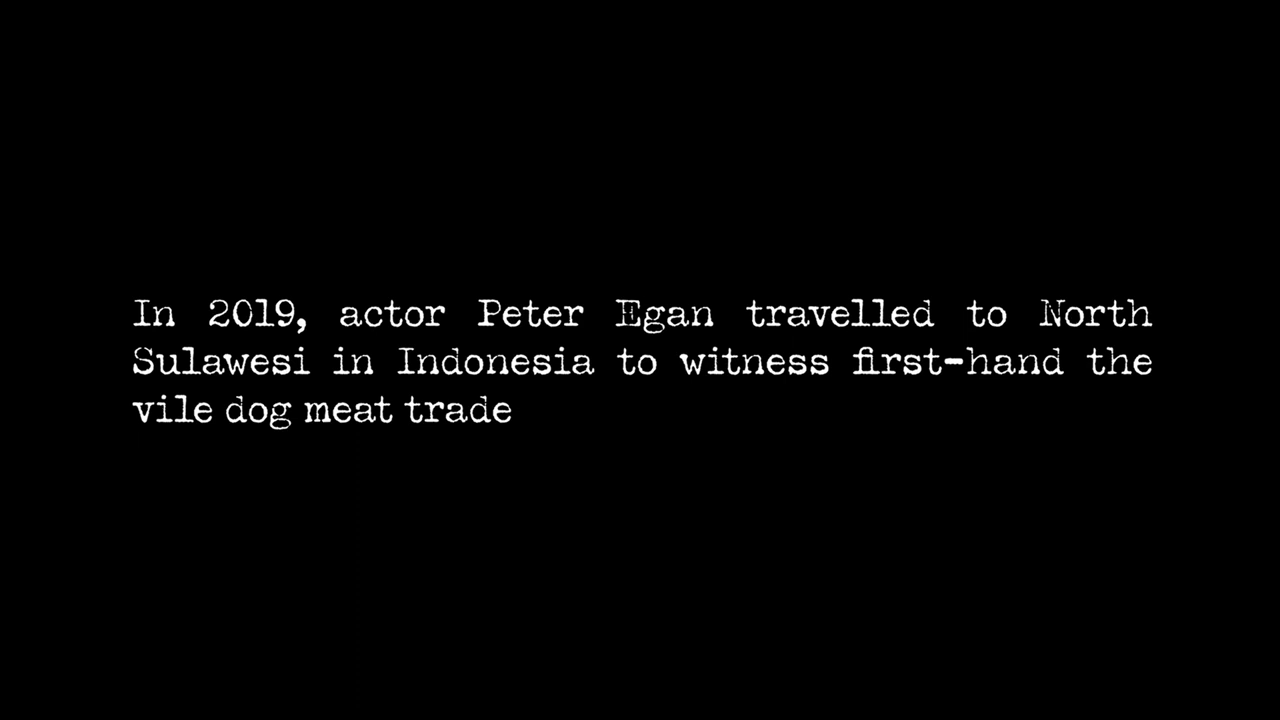 In 2019, actor Peter Egan travelled to North
Sulawesi in Indonesia to witness first-hand the
vile dog meat trade